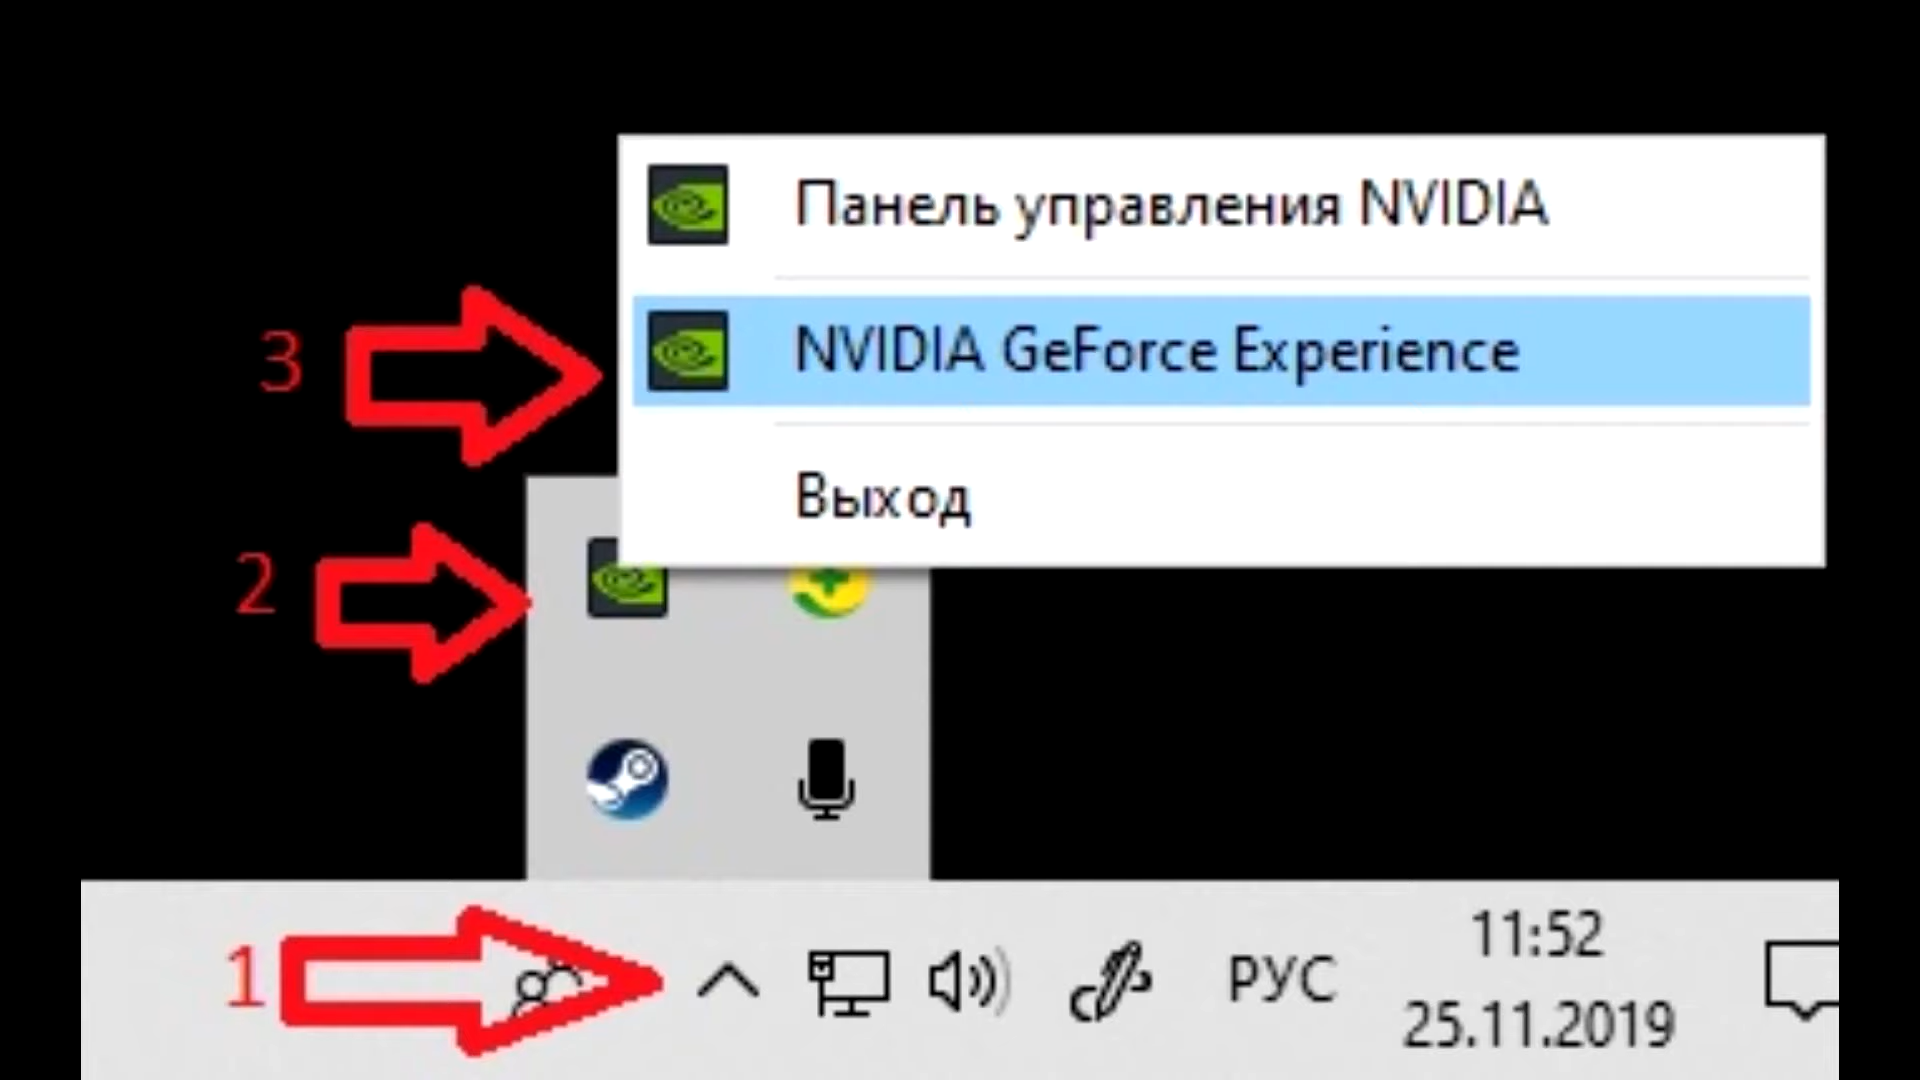 Панель управления NVIDIA
3
NVIDIA GeForce Experience
Выход
2
1
РУС
11:52
25.11.2019